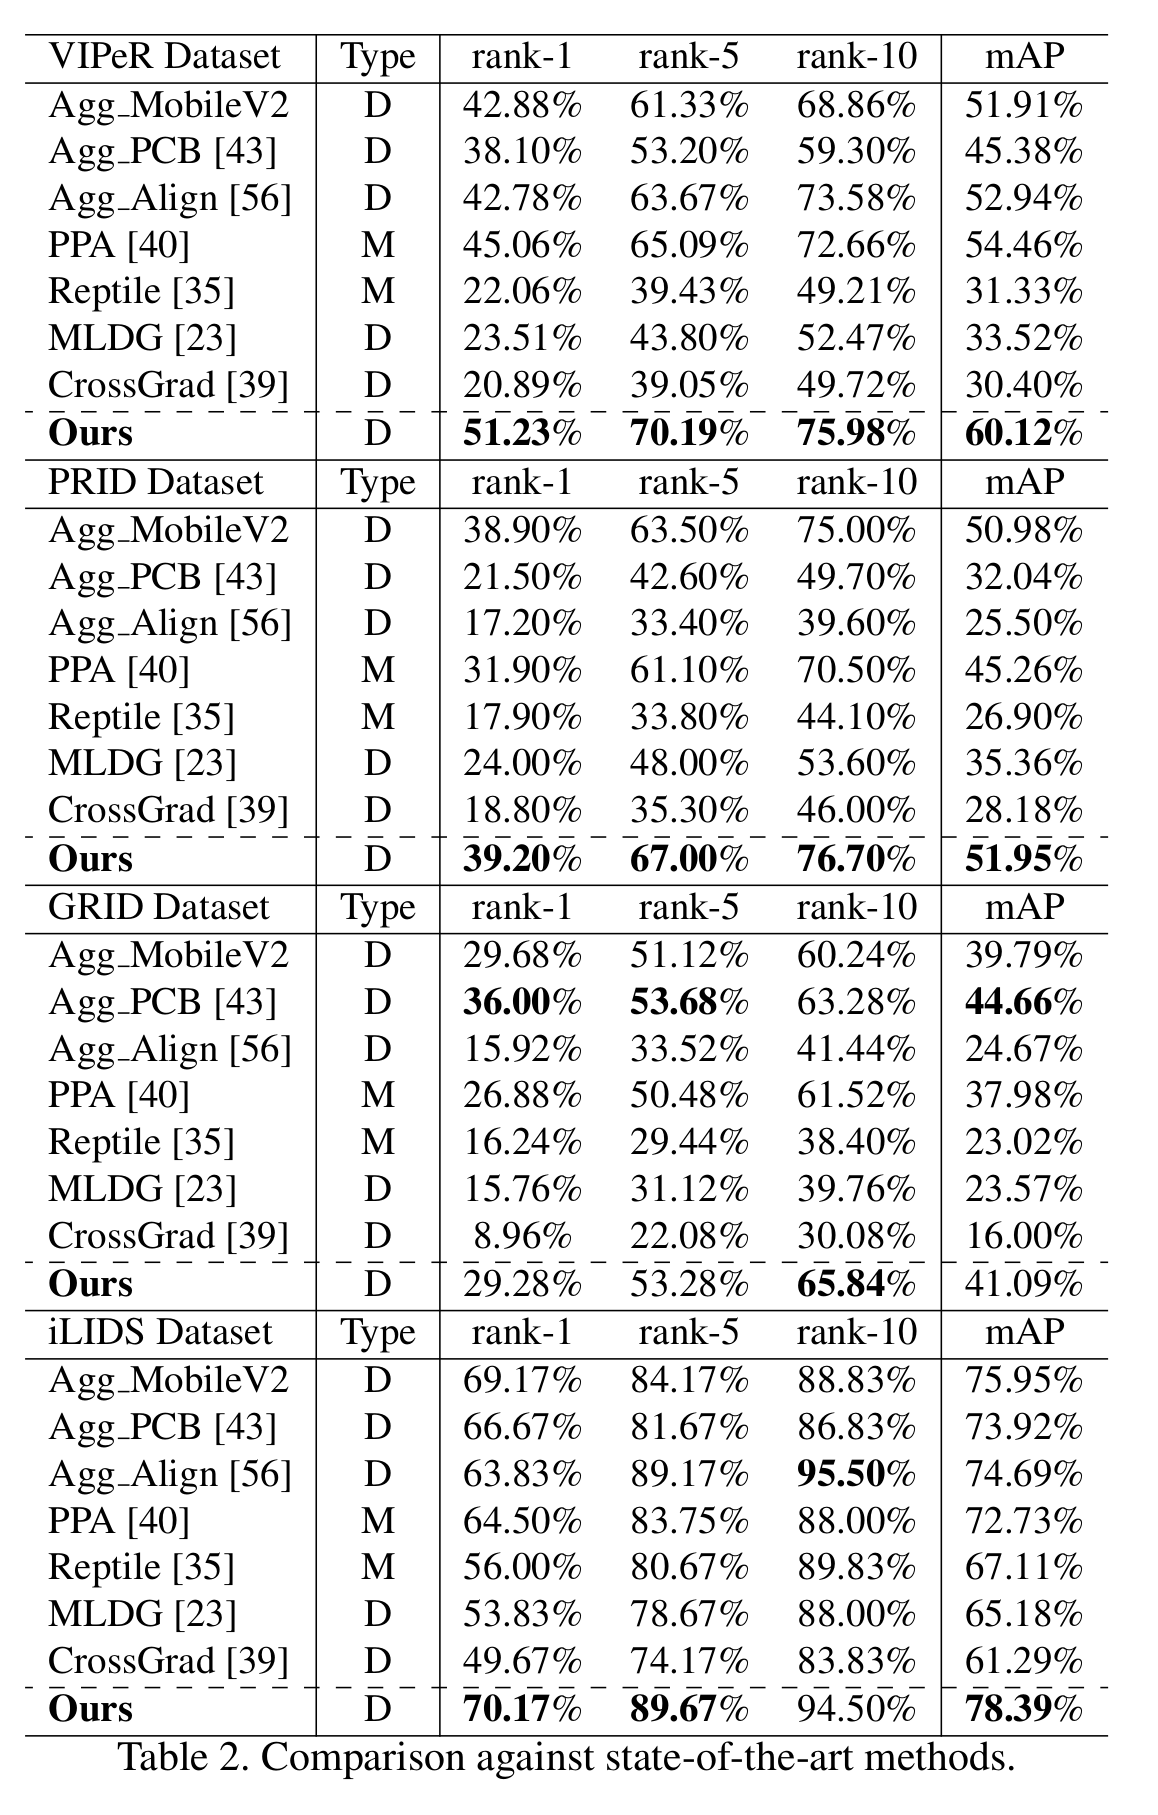 VIPeR Dataset Type rank-1 rank-5 rank-10 mAP
Agg_MobileV2 D 42.88% 61.33% 68.86% 51.91%
Agg_PCB [43] D 38.10% 53.20% 59.30% 45.38%
Agg_Align [56] D 42.78% 63.67% 73.58% 52.94%
PPA [40] M 45.06% 65.09% 72.66% 54.46%
Reptile [35] M 22.06% 39.43% 49.21% 31.33%
MLDG [23] D 23.51% 43.80% 52.47% 33.52%
CrossGrad [39] D 20.89% 39.05% 49.72% 30.40%
Ours D 51.23% 70.19% 75.98% 60.12%
PRID Dataset Type rank-1 rank-5 rank-10 mAP
Agg_MobileV2 D 38.90% 63.50% 75.00% 50.98%
Agg_PCB [43] D 21.50% 42.60% 49.70% 32.04%
Agg_Align [56] D 17.20% 33.40% 39.60% 25.50%
PPA [40] M 31.90% 61.10% 70.50% 45.26%
Reptile [35] M 17.90% 33.80% 44.10% 26.90%
MLDG [23] D 24.00% 48.00% 53.60% 35.36%
CrossGrad [39] D 18.80% 35.30% 46.00% 28.18%
Ours D 39.20% 67.00% 76.70% 51.95%
GRID Dataset Type rank-1 rank-5 rank-10 mAP
Agg_MobileV2 D 29.68% 51.12% 60.24% 39.79%
Agg_PCB [43] D 36.00% 53.68% 63.28% 44.66%
Agg_Align [56] D 15.92% 33.52% 41.44% 24.67%
PPA [40] M 26.88% 50.48% 61.52% 37.98%
Reptile [35] M 16.24% 29.44% 38.40% 23.02%
MLDG [23] D 15.76% 31.12% 39.76% 23.57%
CrossGrad [39] D 8.96% 22.08% 30.08% 16.00%
Ours D 29.28% 53.28% 65.84% 41.09%
iLIDS Dataset Type rank-1 rank-5 rank-10 mAP
Agg_MobileV2 D 69.17% 84.17% 88.83% 75.95%
Agg_PCB [43] D 66.67% 81.67% 86.83% 73.92%
Agg_Align [56] D 63.83% 89.17% 95.50% 74.69%
PPA [40] M 64.50% 83.75% 88.00% 72.73%
Reptile [35] M 56.00% 80.67% 89.83% 67.11%
MLDG [23] D 53.83% 78.67% 88.00% 65.18%
CrossGrad [39] D 49.67% 74.17% 83.83% 61.29%
Ours D 70.17% 89.67% 94.50% 78.39%
Table 2. Comparison against state-of-the-art methods.